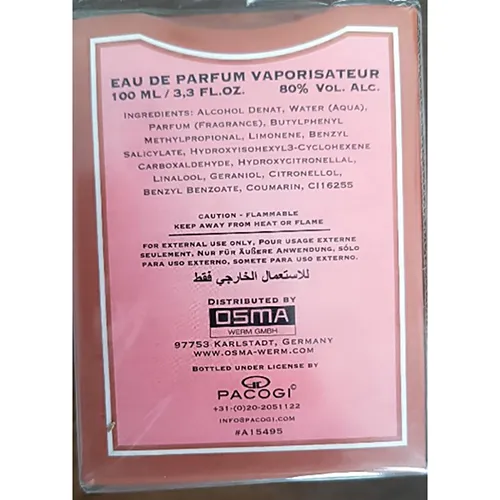 EAU DE PARFUM VAPORISATEUR
100 ML / 3,3 FL.OZ. 80% VOL. ALC.
INGREDIENTS: ALCOHOL DENAT, WATER (AQUA),
PARFUM (FRAGRANCE), BUTYLPHENYL
METHYLPROPIONAL, LIMONENE, BENZYL
SALICYLATE, HYDROXYISOHEXYL3-CYCLOHEXENE
CARBOXALDEHYDE, HYDROXYCITRONELLAL,
LINALOOL, GERANIOL, CITRONELLOL,
BENZYL BENZOATE, COUMARIN, CI16255
CAUTION - FLAMMABLE
KEEP AWAY FROM HEAT OR FLAME
FOR EXTERNAL USE ONLY, POUR USAGE EXTERNE
SEULEMENT, NUR FÜR ÄUßERE ANWENDUNG, SÓLO
PARA USO EXTERNO, SOMETE PARA USO EXTERNO.
للاستعمال الخارجي فقط
DISTRIBUTED BY
OSMA
WERM GMBH
97753 KARLSTADT, GERMANY
WWW.OSMA-WERM.COM
BOTTLED UNDER LICENSE BY
PACOGI
+31-(0)20-2051122
INFO@PACOGI.COM
#A15495